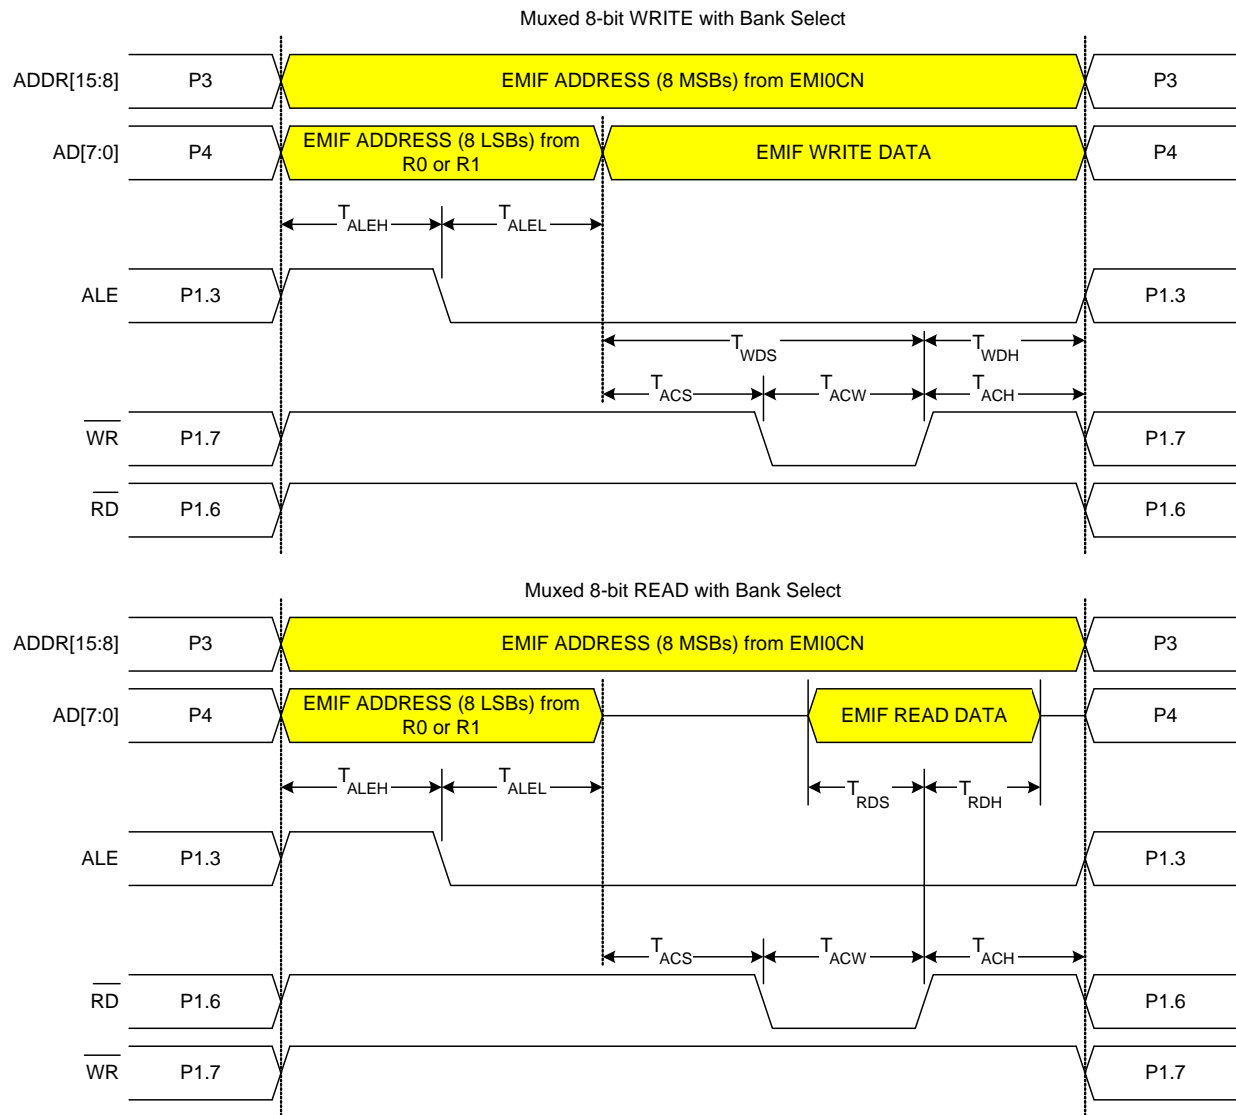 Muxed 8-bit WRITE with Bank Select
ADDR[15:8] P3 EMIF ADDRESS (8 MSBs) from EMI0CN P3
AD[7:0] P4 EMIF ADDRESS (8 LSBs) from R0 or R1 EMIF WRITE DATA P4
TALEH TALEL
ALE P1.3 P1.3
TWDS TWDH
TACS TACW TACH
WR P1.7 P1.7
RD P1.6 P1.6
Muxed 8-bit READ with Bank Select
ADDR[15:8] P3 EMIF ADDRESS (8 MSBs) from EMI0CN P3
AD[7:0] P4 EMIF ADDRESS (8 LSBs) from R0 or R1 EMIF READ DATA P4
TALEH TALEL TRDS TRDH
ALE P1.3 P1.3
TACS TACW TACH
RD P1.6 P1.6
WR P1.7 P1.7